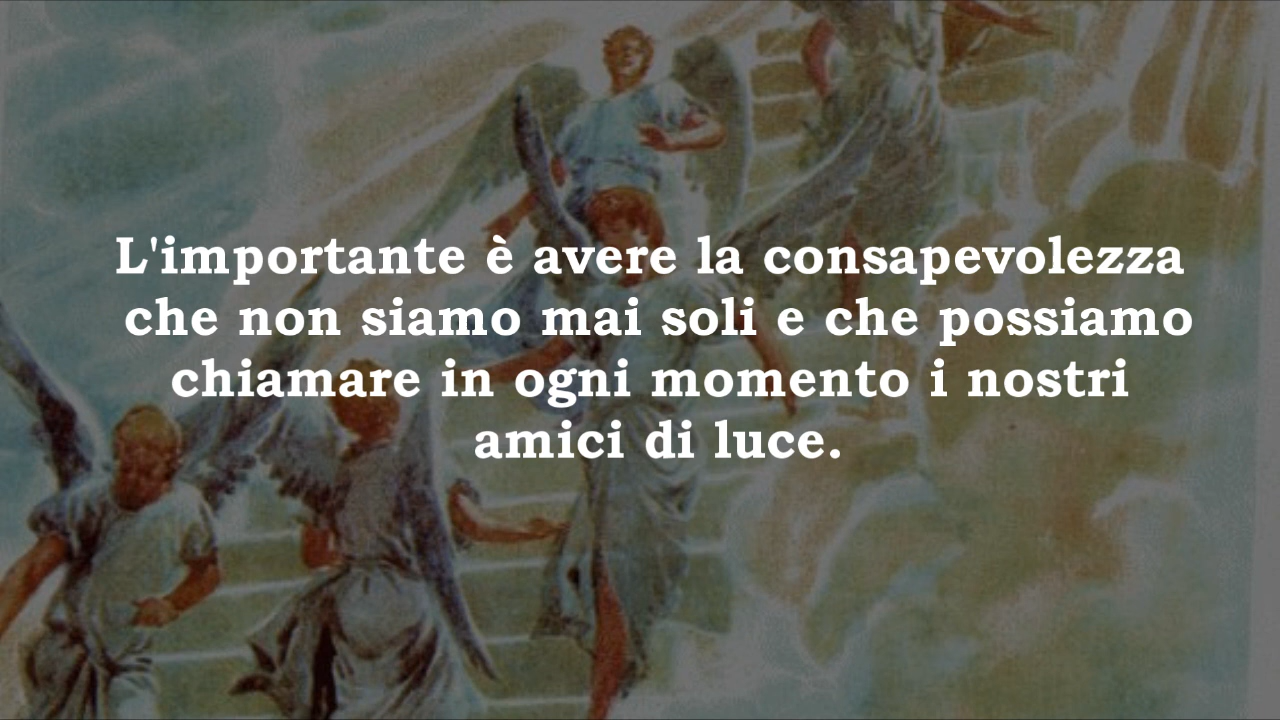 L'importante è avere la consapevolezza
che non siamo mai soli e che possiamo
chiamare in ogni momento i nostri
amici di luce.